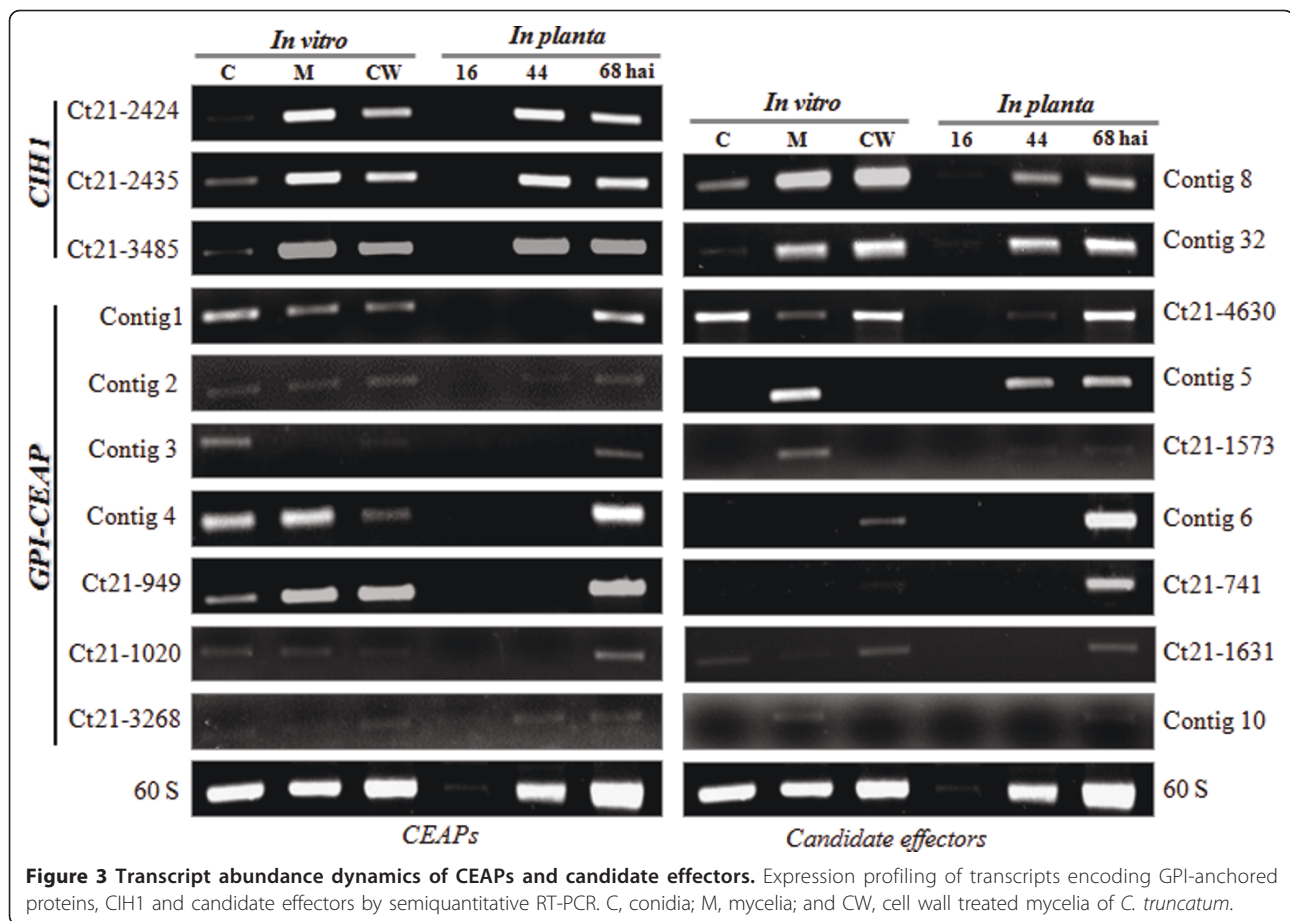 In vitro In planta
C M CW 16 44 68 hai
CIH1
Ct21-2424
Ct21-2435
Ct21-3485
GPI-CEAP
Contig1
Contig 2
Contig 3
Contig 4
Ct21-949
Ct21-1020
Ct21-3268
60 S
CEAPs
In vitro In planta
C M CW 16 44 68 hai
Contig 8
Contig 32
Ct21-4630
Contig 5
Ct21-1573
Contig 6
Ct21-741
Ct21-1631
Contig 10
60 S
Candidate effectors
Figure 3 Transcript abundance dynamics of CEAPs and candidate effectors. Expression profiling of transcripts encoding GPI-anchored
proteins, CIH1 and candidate effectors by semiquantitative RT-PCR. C, conidia; M, mycelia; and CW, cell wall treated mycelia of C. truncatum.